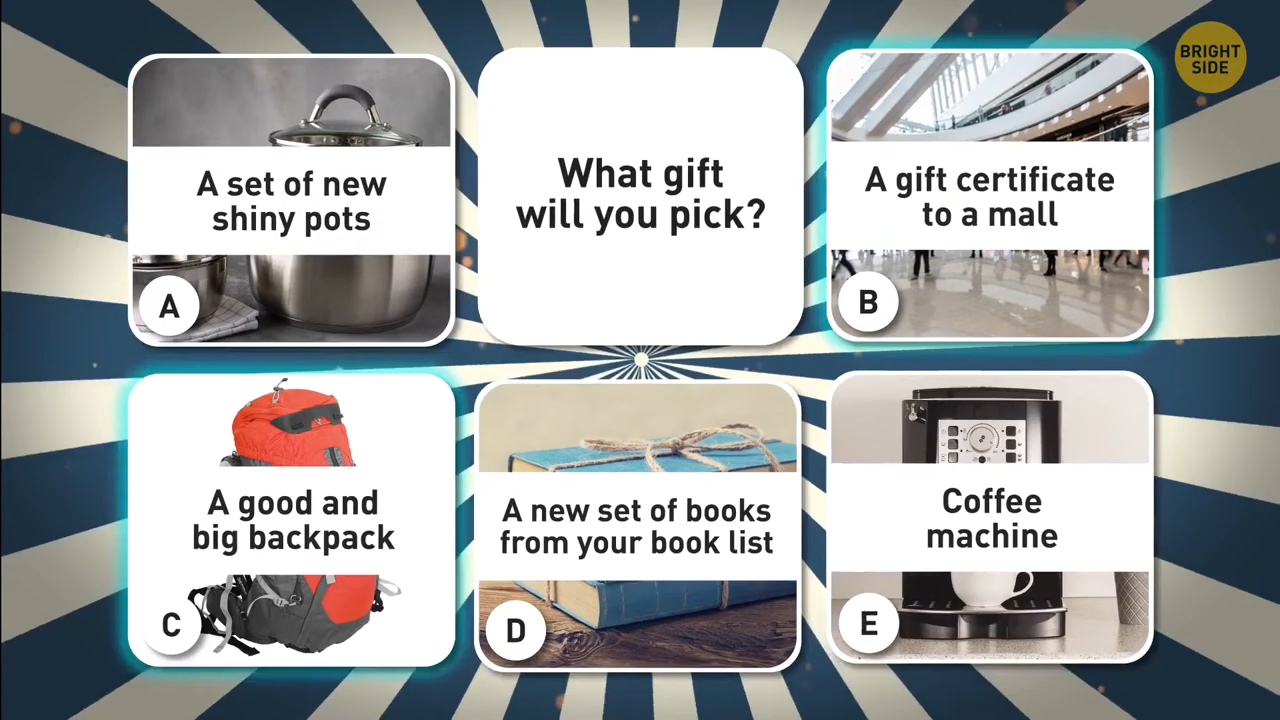 BRIGHT
SIDE
A set of new
shiny pots
A
What gift
will you pick?
A gift certificate
to a mall
B
A good and
big backpack
C
A new set of books
from your book list
D
Coffee
machine
E